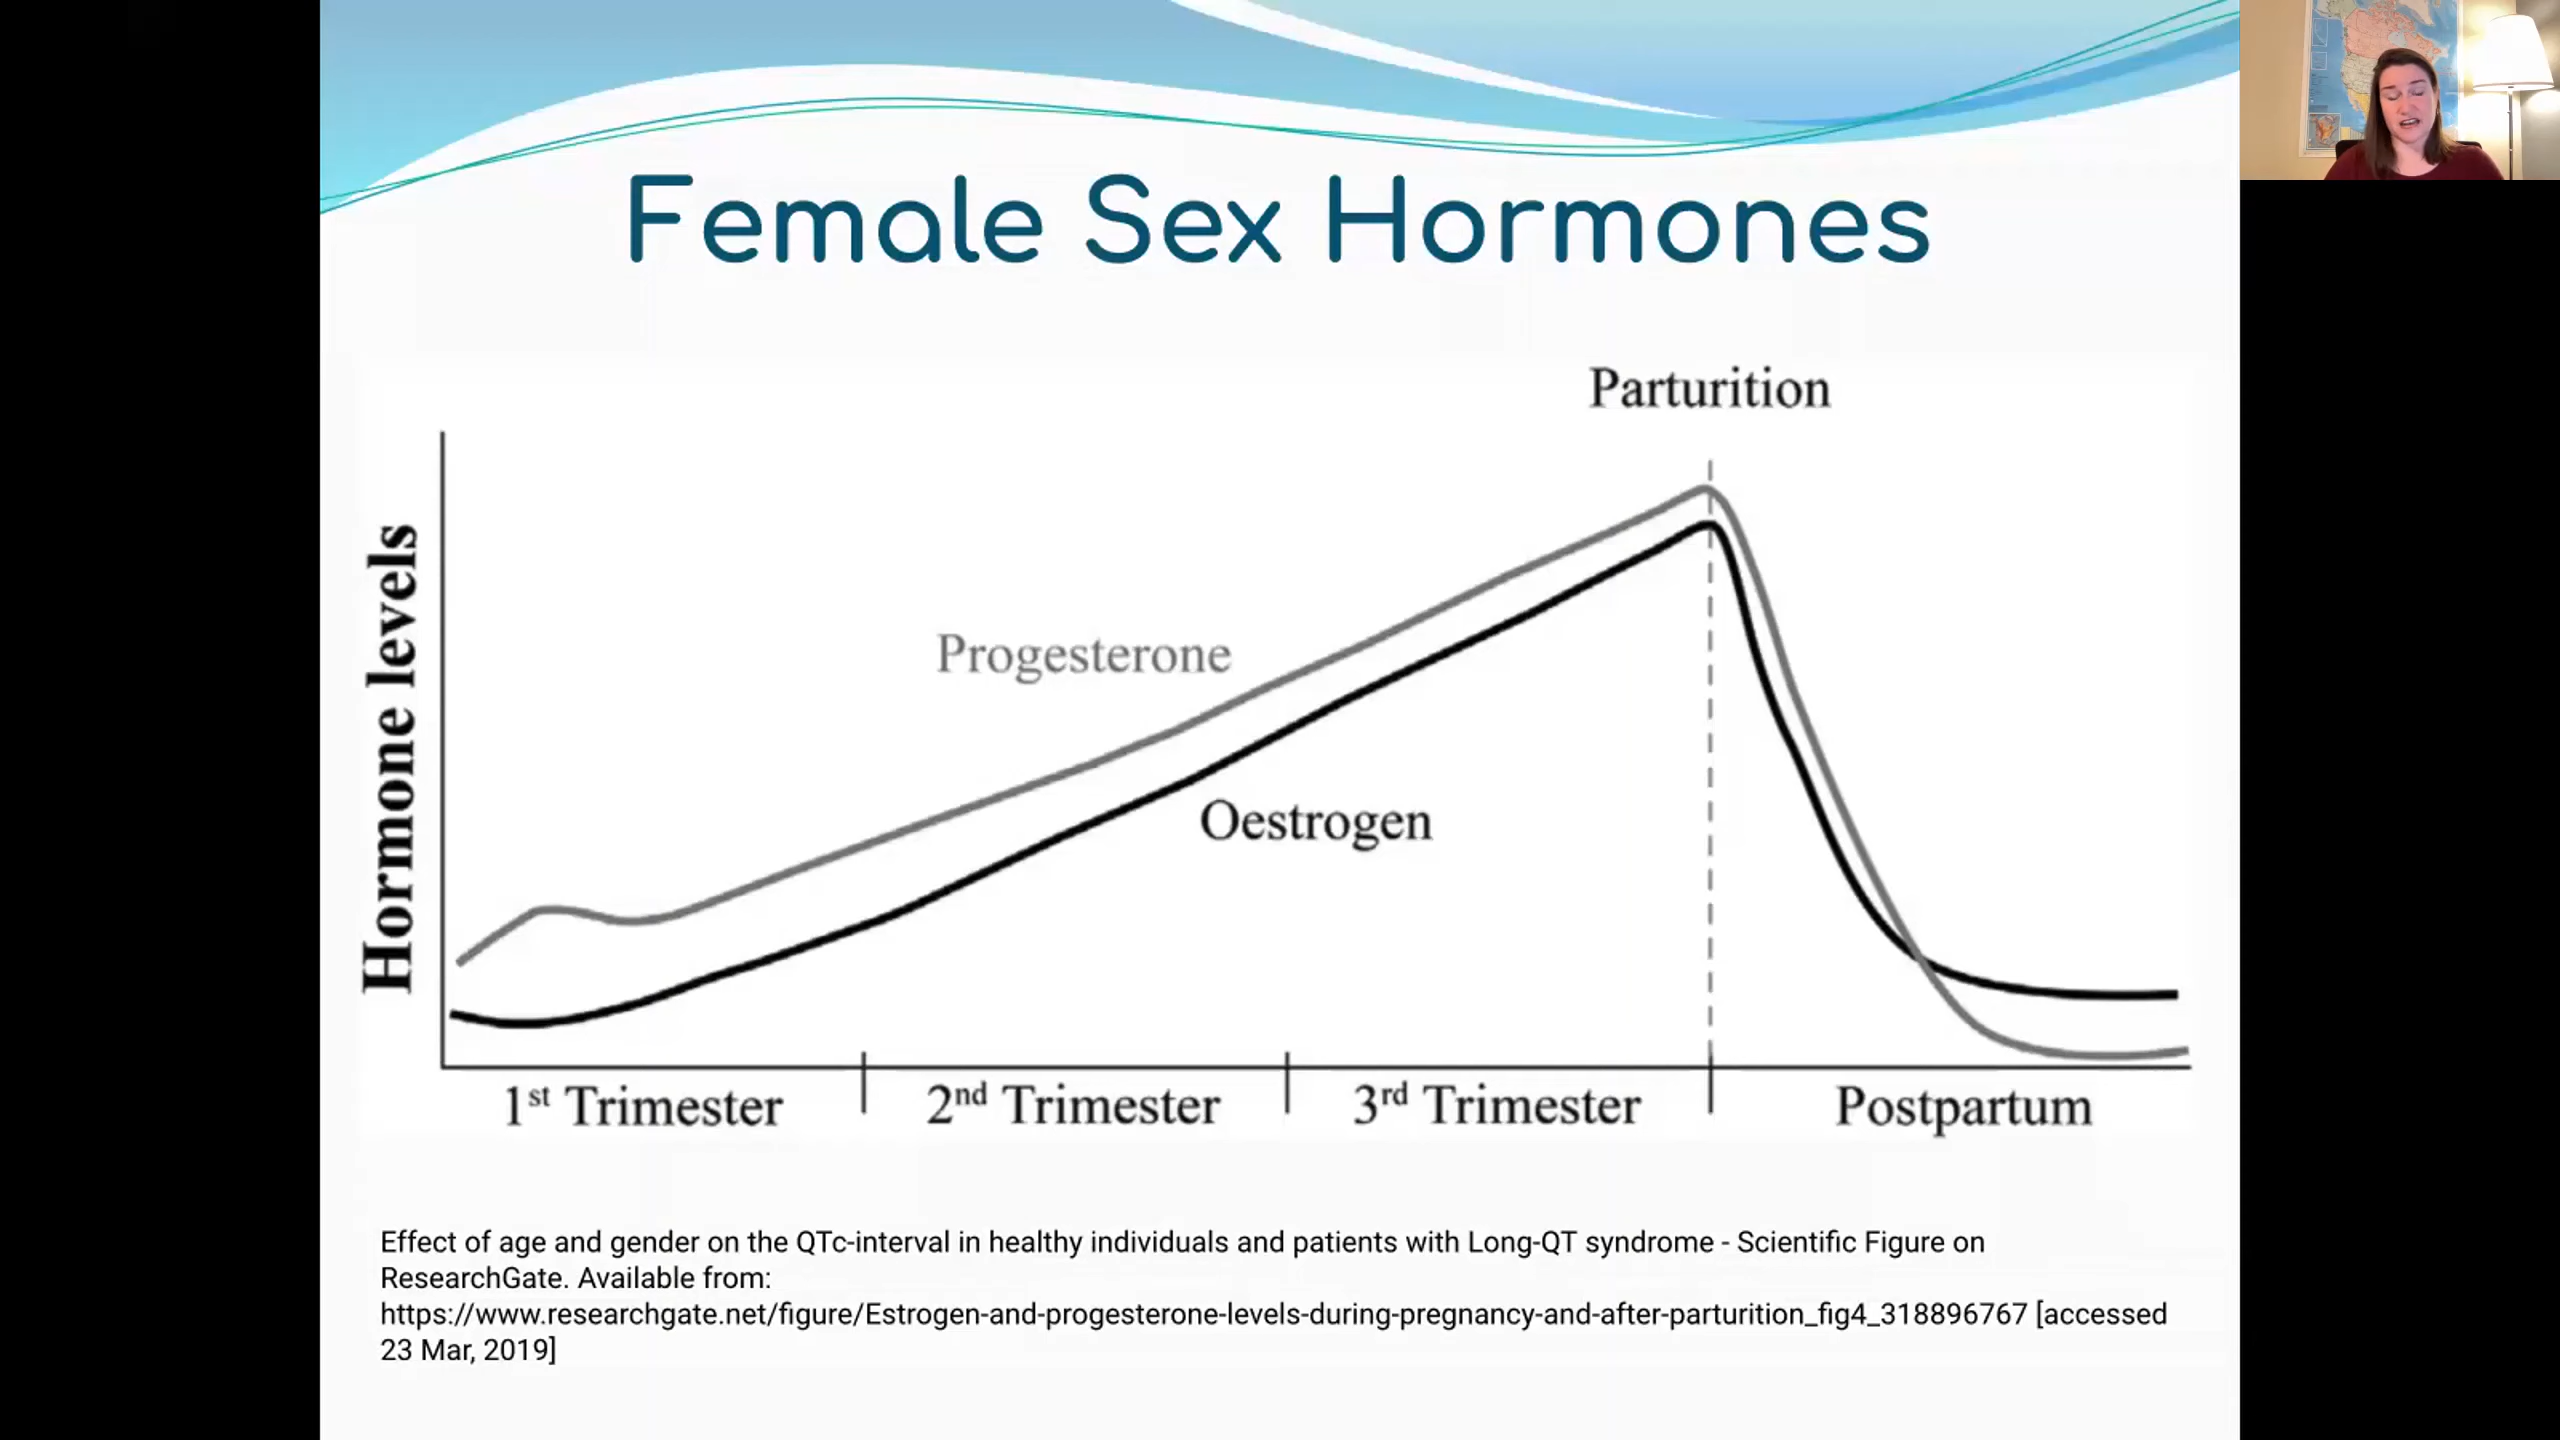 Female Sex Hormones
Parturition
Hormone levels
Progesterone
Oestrogen
1st Trimester
2nd Trimester
3rd Trimester
Postpartum
Effect of age and gender on the QTc-interval in healthy individuals and patients with Long-QT syndrome - Scientific Figure on
ResearchGate. Available from:
https://www.researchgate.net/figure/Estrogen-and-progesterone-levels-during-pregnancy-and-after-parturition_fig4_318896767 [accessed
23 Mar, 2019]